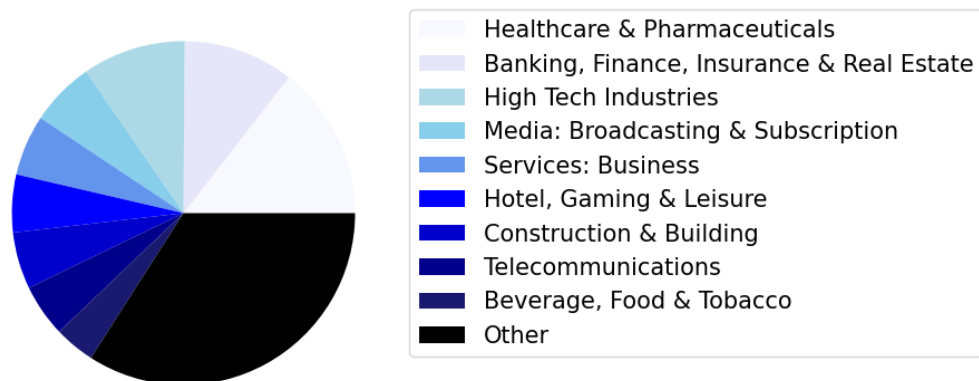 Healthcare & Pharmaceuticals
Banking, Finance, Insurance & Real Estate
High Tech Industries
Media: Broadcasting & Subscription
Services: Business
Hotel, Gaming & Leisure
Construction & Building
Telecommunications
Beverage, Food & Tobacco
Other